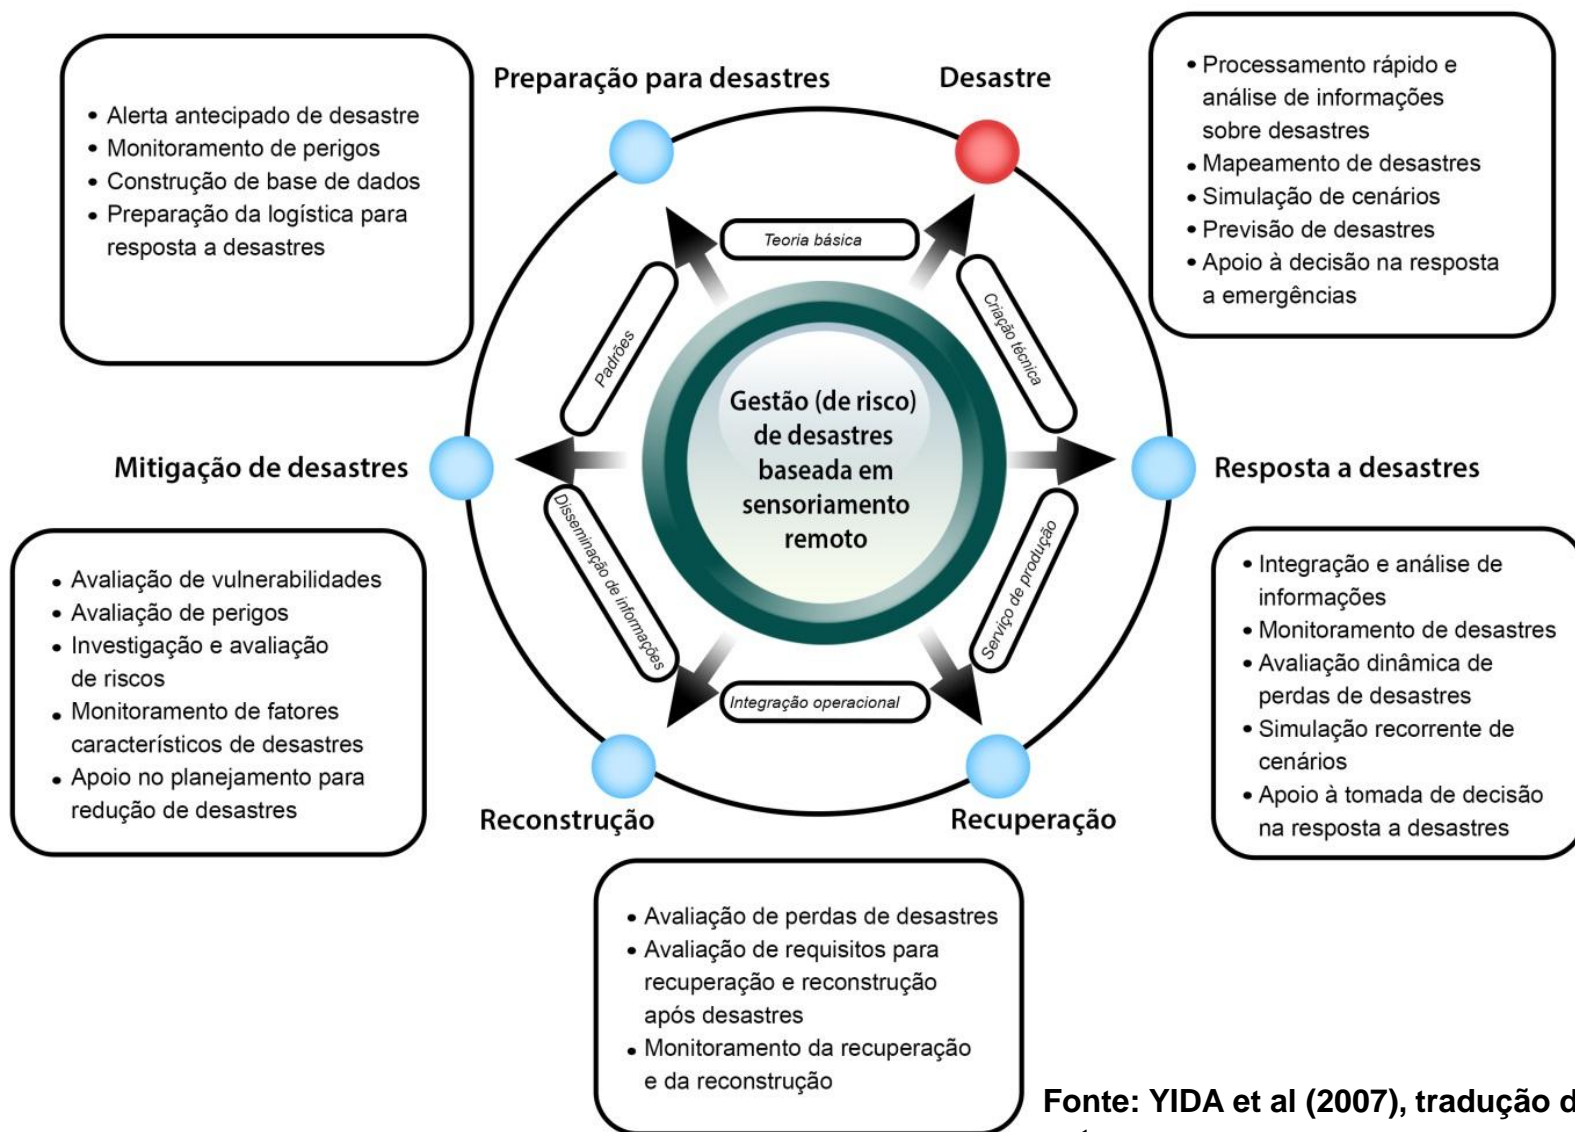 Preparação para desastres
Desastre
• Alerta antecipado de desastre
• Monitoramento de perigos
• Construção de base de dados
• Preparação da logística para
resposta a desastres
• Processamento rápido e
análise de informações
sobre desastres
• Mapeamento de desastres
• Simulação de cenários
• Previsão de desastres
• Apoio à decisão na resposta
a emergências
Teoria básica
Padrões
Criação técnica
Gestão (de risco)
de desastres
baseada em
sensoriamento
remoto
Mitigação de desastres
Resposta a desastres
Disseminação de informações
Serviço de produção
Integração operacional
• Avaliação de vulnerabilidades
• Avaliação de perigos
• Investigação e avaliação
de riscos
• Monitoramento de fatores
característicos de desastres
• Apoio no planejamento para
redução de desastres
• Integração e análise de
informações
• Monitoramento de desastres
• Avaliação dinâmica de
perdas de desastres
• Simulação recorrente de
cenários
• Apoio à tomada de decisão
na resposta a desastres
Reconstrução
Recuperação
• Avaliação de perdas de desastres
• Avaliação de requisitos para
recuperação e reconstrução
após desastres
• Monitoramento da recuperação
e da reconstrução
Fonte: YIDA et al (2007), tradução d